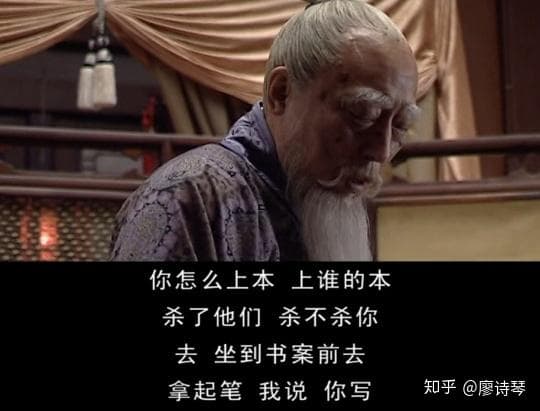 你怎么上本 上谁的本
杀了他们 杀不杀你
去 坐到书案前去
拿起笔 我说 你写
知乎 @廖诗琴